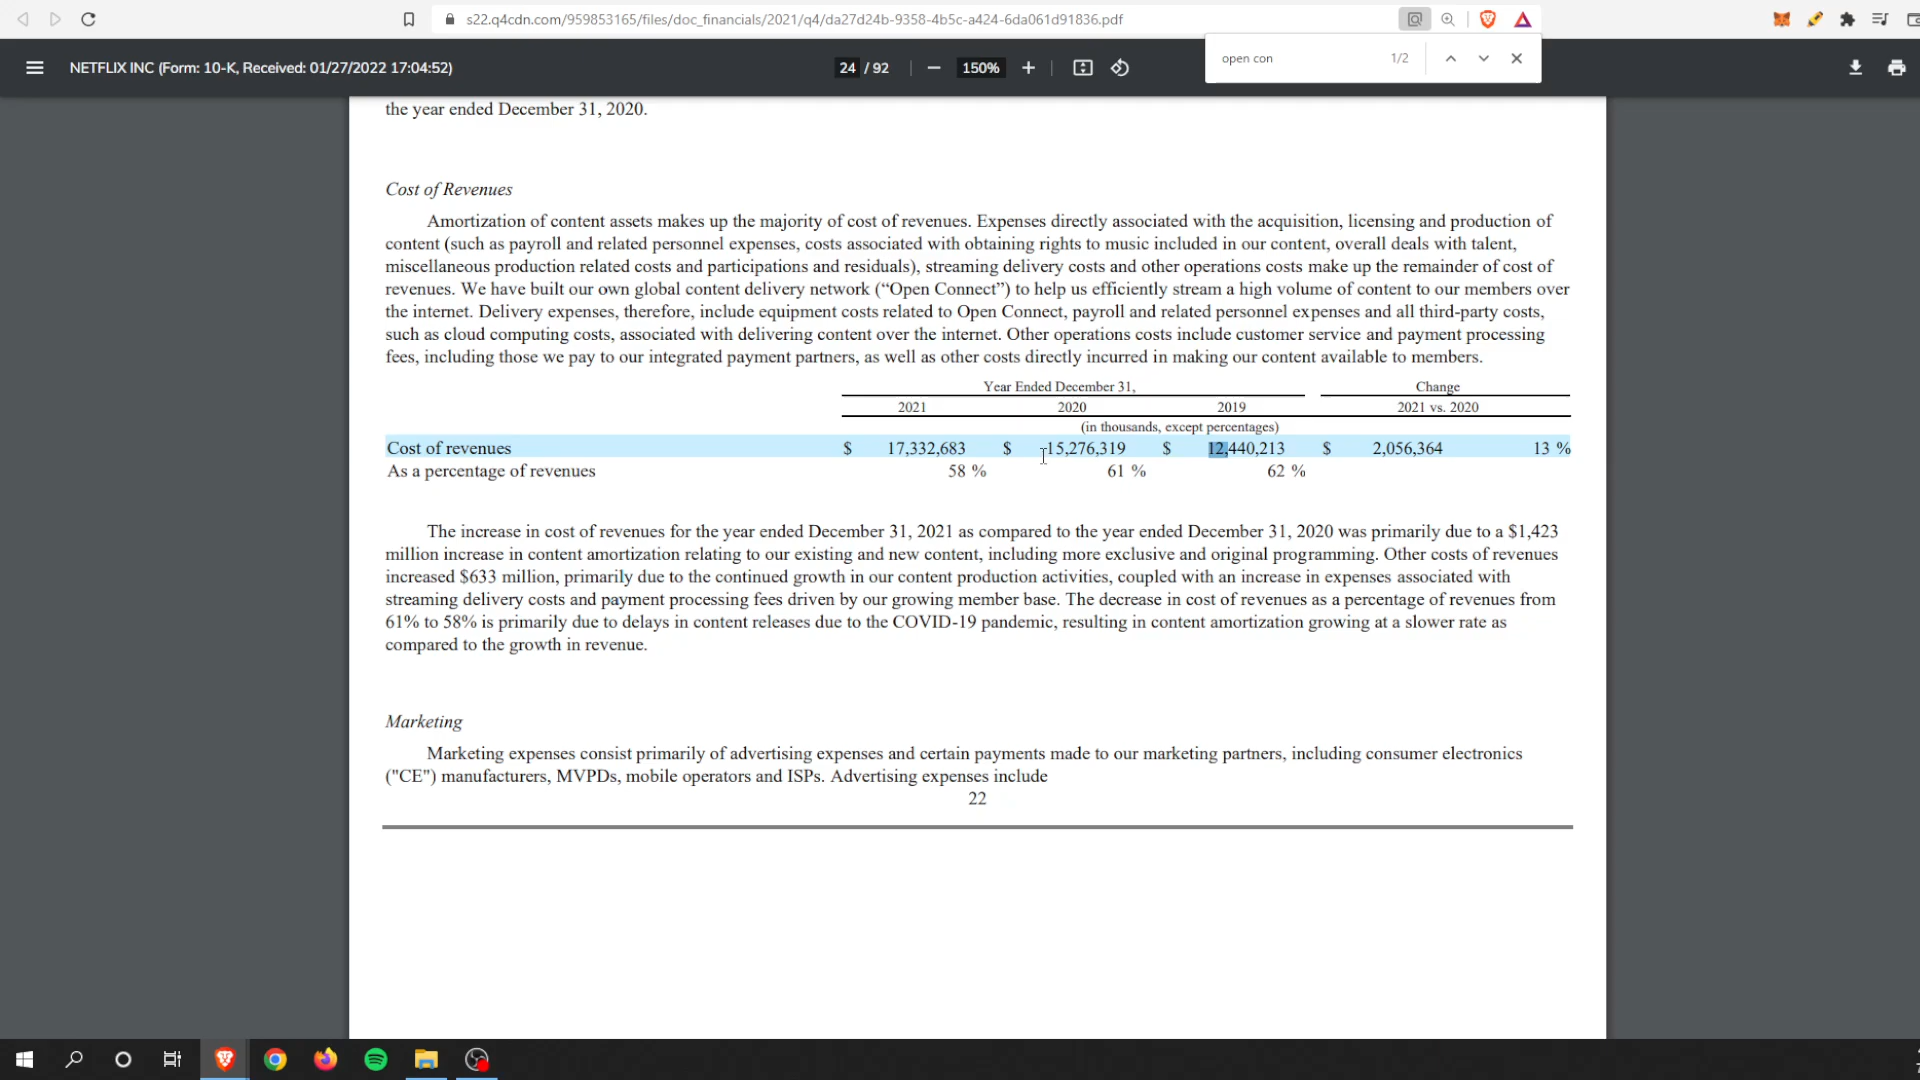 s22.q4cdn.com/959853165/files/doc_financials/2021/q4/da27d24b-9358-4b5c-a424-6da061d91836.pdf
open con 1/2
NETFLIX INC (Form: 10-K, Received: 01/27/2022 17:04:52) 24 / 92 150%
the year ended December 31, 2020.
Cost of Revenues
Amortization of content assets makes up the majority of cost of revenues. Expenses directly associated with the acquisition, licensing and production of
content (such as payroll and related personnel expenses, costs associated with obtaining rights to music included in our content, overall deals with talent,
miscellaneous production related costs and participations and residuals), streaming delivery costs and other operations costs make up the remainder of cost of
revenues. We have built our own global content delivery network (“Open Connect”) to help us efficiently stream a high volume of content to our members over
the internet. Delivery expenses, therefore, include equipment costs related to Open Connect, payroll and related personnel expenses and all third-party costs,
such as cloud computing costs, associated with delivering content over the internet. Other operations costs include customer service and payment processing
fees, including those we pay to our integrated payment partners, as well as other costs directly incurred in making our content available to members.
Year Ended December 31, Change
2021 2020 2019 2021 vs. 2020
(in thousands, except percentages)
Cost of revenues $ 17,332,683 $ 15,276,319 $ 12,440,213 $ 2,056,364 13 %
As a percentage of revenues 58 % 61 % 62 %
The increase in cost of revenues for the year ended December 31, 2021 as compared to the year ended December 31, 2020 was primarily due to a $1,423
million increase in content amortization relating to our existing and new content, including more exclusive and original programming. Other costs of revenues
increased $633 million, primarily due to the continued growth in our content production activities, coupled with an increase in expenses associated with
streaming delivery costs and payment processing fees driven by our growing member base. The decrease in cost of revenues as a percentage of revenues from
61% to 58% is primarily due to delays in content releases due to the COVID-19 pandemic, resulting in content amortization growing at a slower rate as
compared to the growth in revenue.
Marketing
Marketing expenses consist primarily of advertising expenses and certain payments made to our marketing partners, including consumer electronics
("CE") manufacturers, MVPDs, mobile operators and ISPs. Advertising expenses include
22